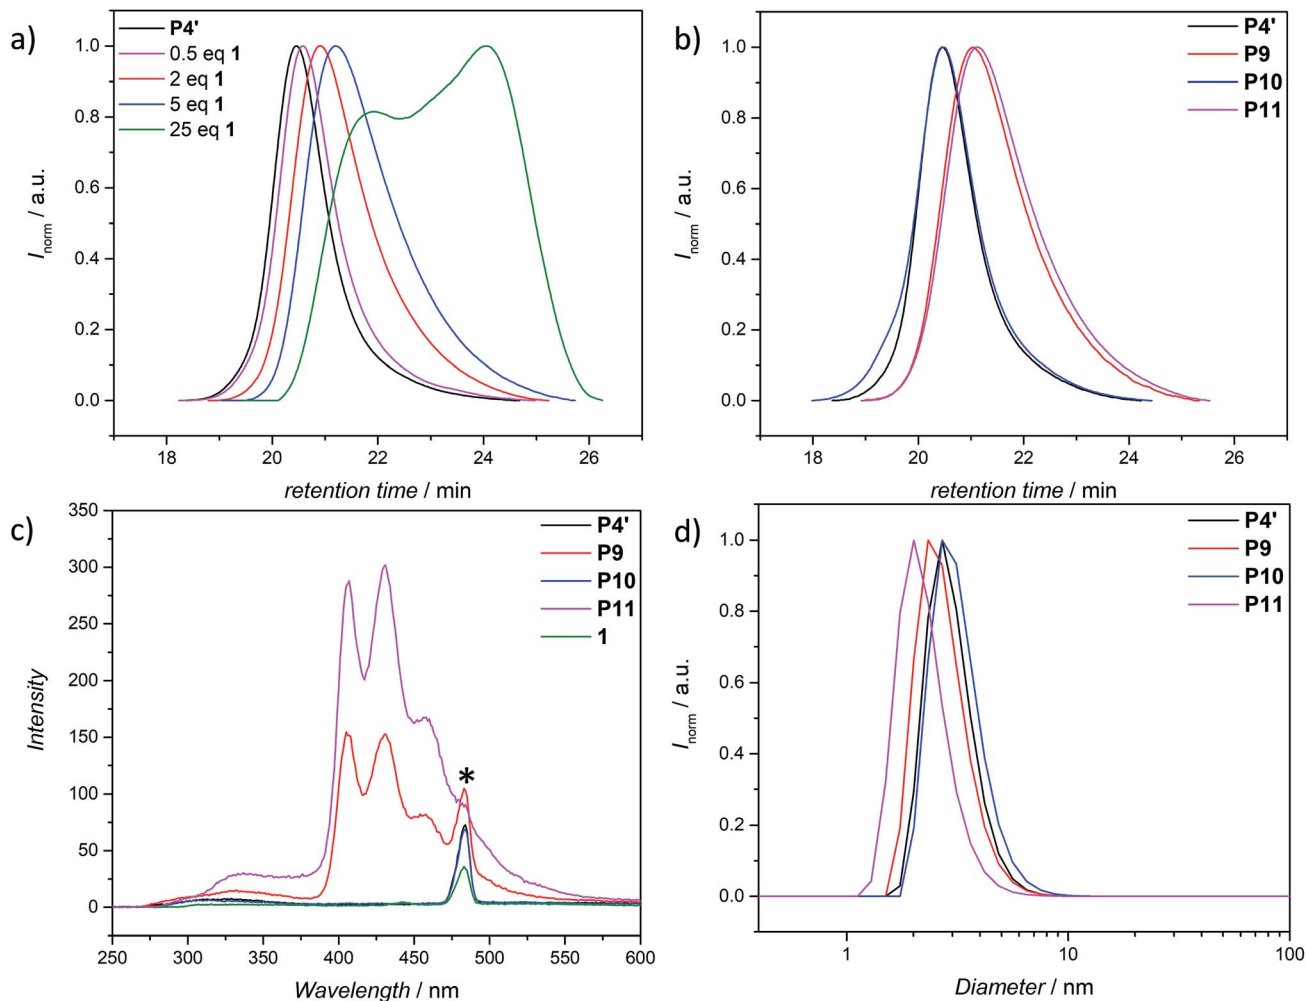 a)
P4'
0.5 eq 1
2 eq 1
5 eq 1
25 eq 1
1.0
0.8
0.6
0.4
0.2
0.0
Inorm / a.u.
18 20 22 24 26
retention time / min
b)
P4'
P9
P10
P11
1.0
0.8
0.6
0.4
0.2
0.0
Inorm / a.u.
18 20 22 24 26
retention time / min
c)
P4'
P9
P10
P11
1
*
350
300
250
200
150
100
50
0
Intensity
250 300 350 400 450 500 550 600
Wavelength / nm
d)
P4'
P9
P10
P11
1.0
0.8
0.6
0.4
0.2
0.0
Inorm / a.u.
1 10 100
Diameter / nm